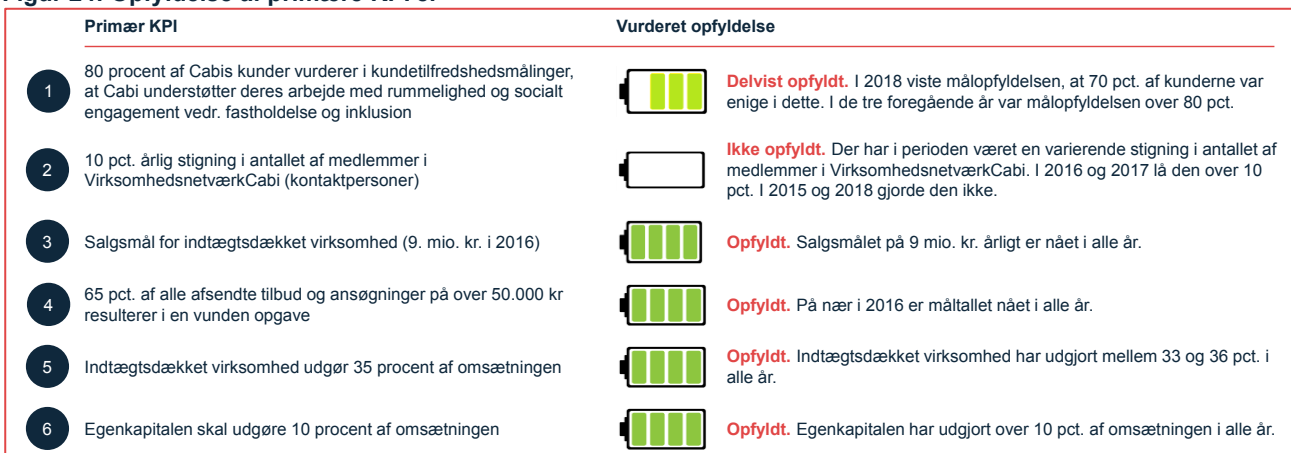 Primær KPI
Vurderet opfyldelse
1
80 procent af Cabis kunder vurderer i kundetilfredshedsmålinger,
at Cabi understøtter deres arbejde med rummelighed og socialt
engagement vedr. fastholdelse og inklusion
Delvist opfyldt. I 2018 viste målopfyldelsen, at 70 pct. af kunderne var
enige i dette. I de tre foregående år var målopfyldelsen over 80 pct.
2
10 pct. årlig stigning i antallet af medlemmer i
VirksomhedsnetværkCabi (kontaktpersoner)
Ikke opfyldt. Der har i perioden været en varierende stigning i antallet af
medlemmer i VirksomhedsnetværkCabi. I 2016 og 2017 lå den over 10
pct. I 2015 og 2018 gjorde den ikke.
3
Salgsmål for indtægtsdækket virksomhed (9. mio. kr. i 2016)
Opfyldt. Salgsmålet på 9 mio. kr. årligt er nået i alle år.
4
65 pct. af alle afsendte tilbud og ansøgninger på over 50.000 kr
resulterer i en vunden opgave
Opfyldt. På nær i 2016 er måltallet nået i alle år.
5
Indtægtsdækket virksomhed udgør 35 procent af omsætningen
Opfyldt. Indtægtsdækket virksomhed har udgjort mellem 33 og 36 pct. i
alle år.
6
Egenkapitalen skal udgøre 10 procent af omsætningen
Opfyldt. Egenkapitalen har udgjort over 10 pct. af omsætningen i alle år.